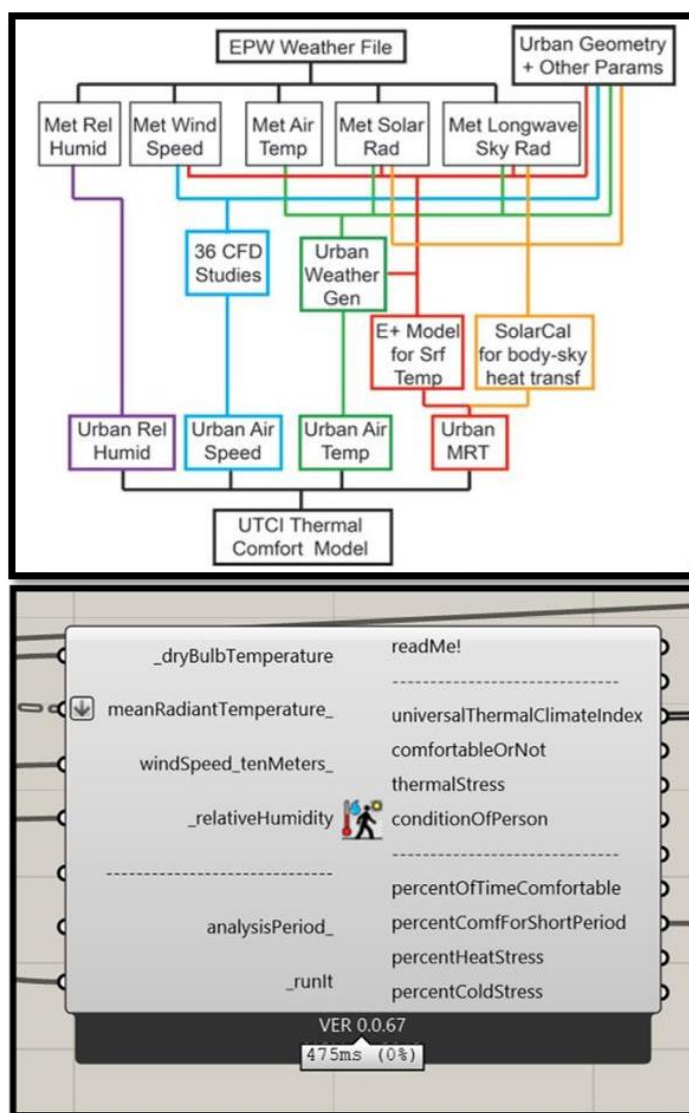 EPW Weather File
Urban Geometry
+ Other Params
Met Rel
Humid
Met Wind
Speed
Met Air
Temp
Met Solar
Rad
Met Longwave
Sky Rad
36 CFD
Studies
Urban
Weather
Gen
E+ Model
for Srf
Temp
SolarCal
for body-sky
heat transf
Urban Rel
Humid
Urban Air
Speed
Urban Air
Temp
Urban
MRT
UTCI Thermal
Comfort Model
_dryBulbTemperature
meanRadiantTemperature_
windSpeed_tenMeters_
_relativeHumidity
-----------------------------
analysisPeriod_
_runIt
readMe!
-----------------------------
universalThermalClimateIndex
comfortableOrNot
thermalStress
conditionOfPerson
-----------------------------
percentOfTimeComfortable
percentComfForShortPeriod
percentHeatStress
percentColdStress
VER 0.0.67
475ms (0%)